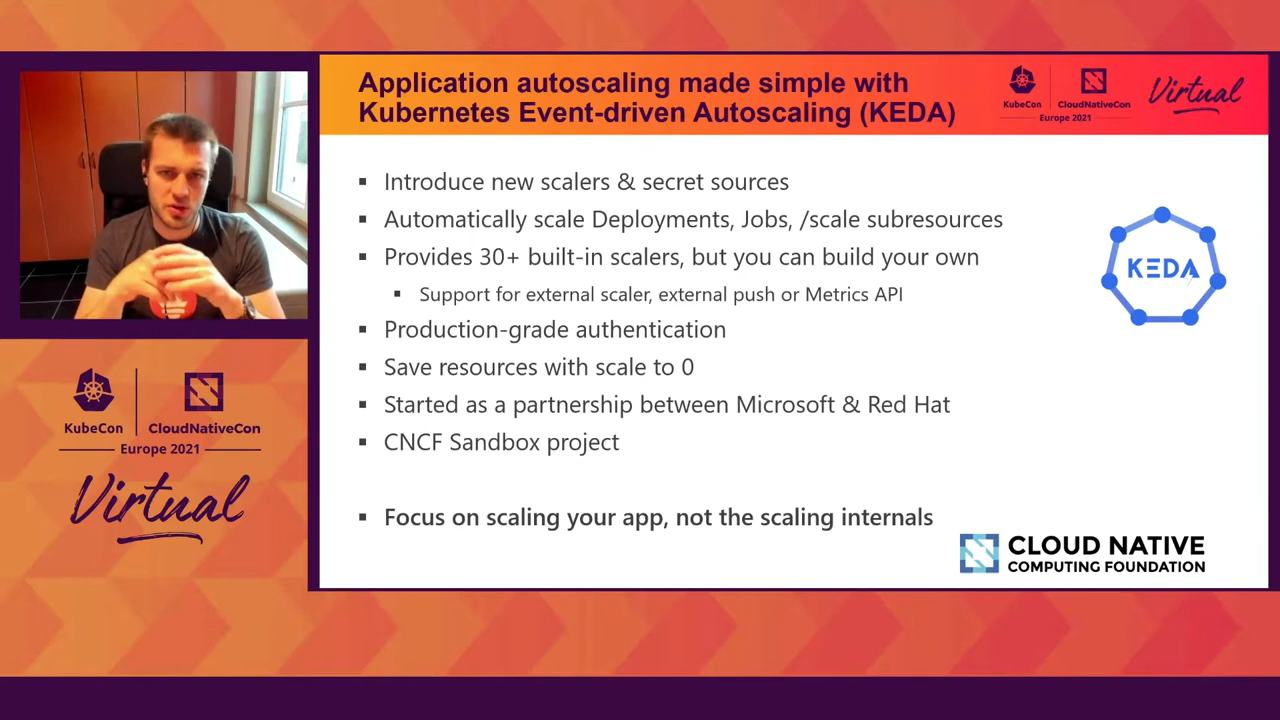 Application autoscaling made simple with
Kubernetes Event-driven Autoscaling (KEDA)
KubeCon
CloudNativeCon
Europe 2021
Virtual
Introduce new scalers & secret sources
Automatically scale Deployments, Jobs, /scale subresources
Provides 30+ built-in scalers, but you can build your own
Support for external scaler, external push or Metrics API
Production-grade authentication
Save resources with scale to 0
Started as a partnership between Microsoft & Red Hat
CNCF Sandbox project
Focus on scaling your app, not the scaling internals
KEDA
CLOUD NATIVE
COMPUTING FOUNDATION
KubeCon
CloudNativeCon
Europe 2021
Virtual